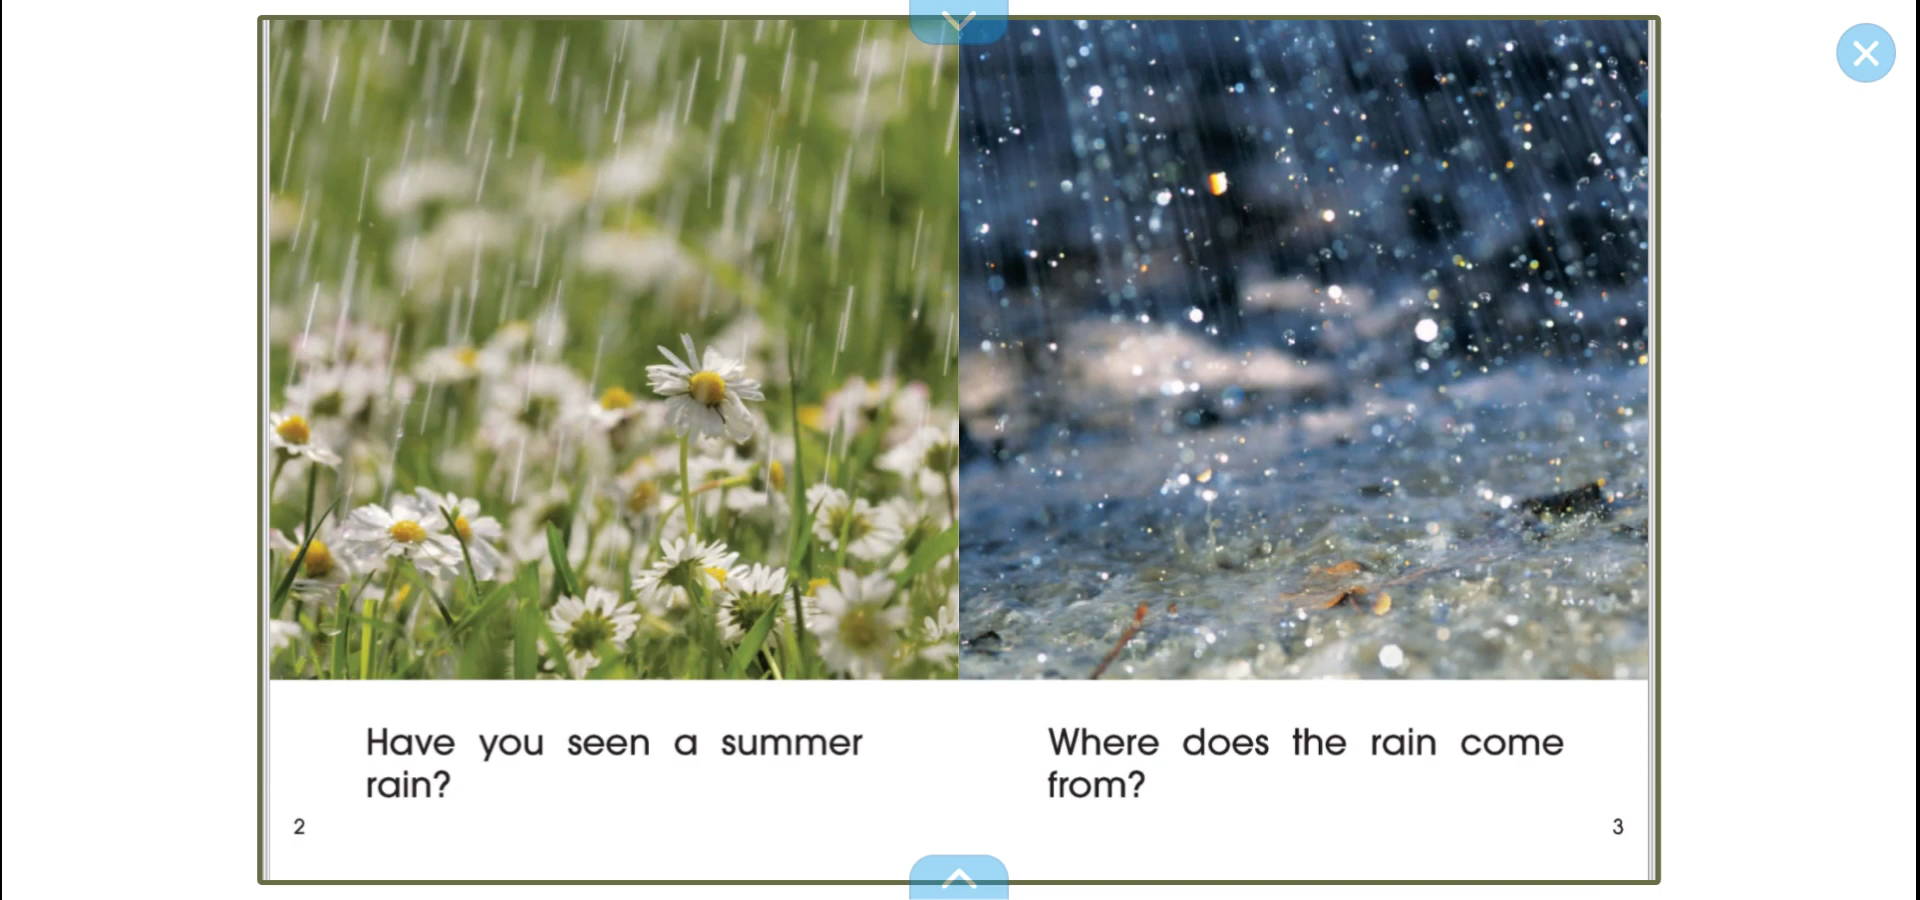 Have you seen a summer
rain?
2
Where does the rain come
from?
3